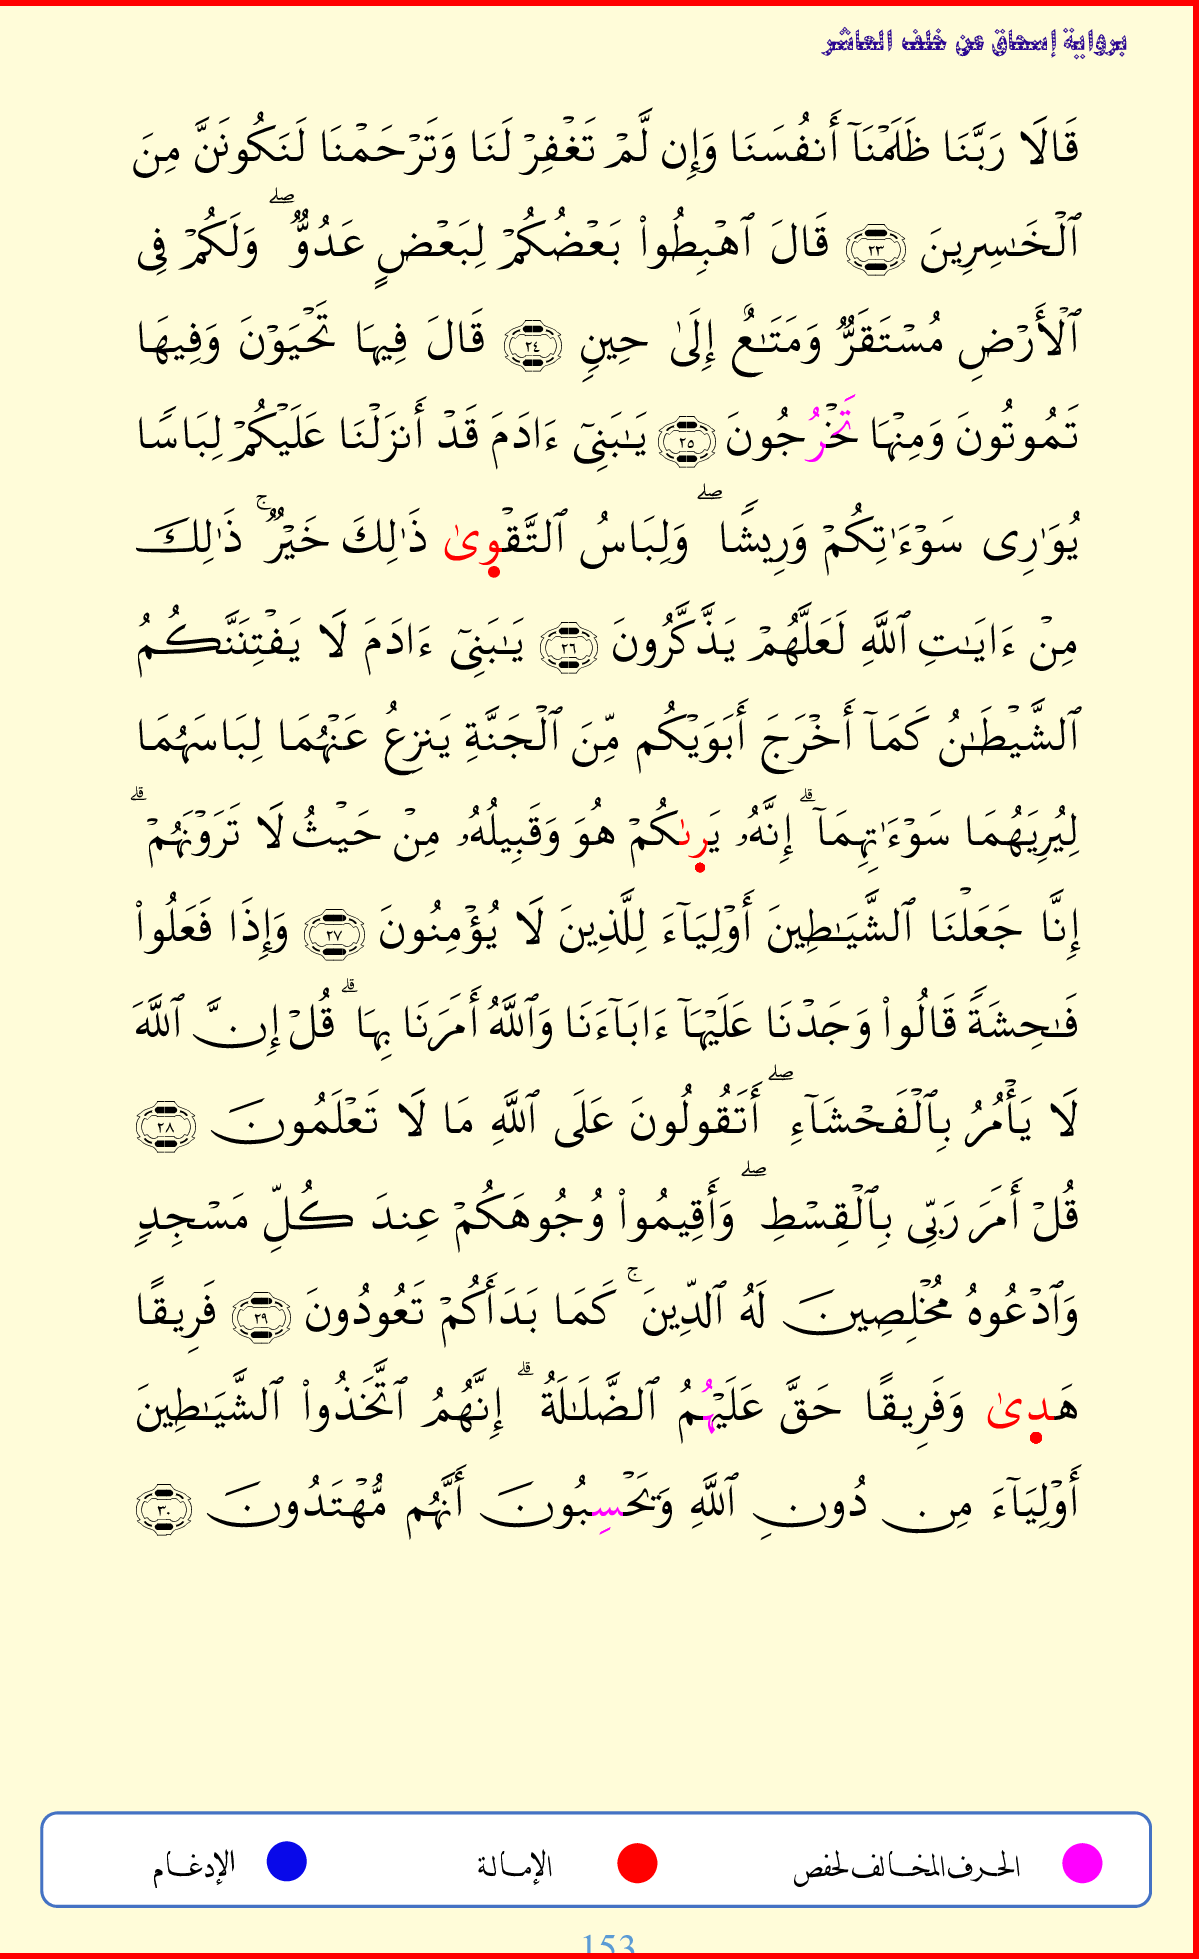 برواية إسحاق عن خلف العاشر
قَالَا رَبَّنَا ظَلَمۡنَآ أَنفُسَنَا وَإِن لَّمۡ تَغۡفِرۡ لَنَا وَتَرۡحَمۡنَا لَنَكُونَنَّ مِنَ
ٱلۡخَٰسِرِينَ ٢٣ قَالَ ٱهۡبِطُواْ بَعۡضُكُمۡ لِبَعۡضٍ عَدُوّٞۖ وَلَكُمۡ فِي
ٱلۡأَرۡضِ مُسۡتَقَرّٞ وَمَتَٰعٌ إِلَىٰ حِينٖ ٢٤ قَالَ فِيهَا تَحۡيَوۡنَ وَفِيهَا
تَمُوتُونَ وَمِنۡهَا تَخۡرُجُونَ ٢٥ يَٰبَنِيٓ ءَادَمَ قَدۡ أَنزَلۡنَا عَلَيۡكُمۡ لِبَاسٗا
يُوَٰرِي سَوۡءَٰتِكُمۡ وَرِيشٗاۖ وَلِبَاسُ ٱلتَّقۡوِىٰ ذَٰلِكَ خَيۡرٞۚ ذَٰلِكَ
مِنۡ ءَايَٰتِ ٱللَّهِ لَعَلَّهُمۡ يَذَّكَّرُونَ ٢٦ يَٰبَنِيٓ ءَادَمَ لَا يَفۡتِنَنَّكُمُ
ٱلشَّيۡطَٰنُ كَمَآ أَخۡرَجَ أَبَوَيۡكُم مِّنَ ٱلۡجَنَّةِ يَنزِعُ عَنۡهُمَا لِبَاسَهُمَا
لِيُرِيَهُمَا سَوۡءَٰتِهِمَآۗ إِنَّهُۥ يَرِىٰكُمۡ هُوَ وَقَبِيلُهُۥ مِنۡ حَيۡثُ لَا تَرَوۡنَهُمۡۗ
إِنَّا جَعَلۡنَا ٱلشَّيَٰطِينَ أَوۡلِيَآءَ لِلَّذِينَ لَا يُؤۡمِنُونَ ٢٧ وَإِذَا فَعَلُواْ
فَٰحِشَةٗ قَالُواْ وَجَدۡنَا عَلَيۡهَآ ءَابَآءَنَا وَٱللَّهُ أَمَرَنَا بِهَاۗ قُلۡ إِنَّ ٱللَّهَ
لَا يَأۡمُرُ بِٱلۡفَحۡشَآءِۖ أَتَقُولُونَ عَلَى ٱللَّهِ مَا لَا تَعۡلَمُونَ ٢٨
قُلۡ أَمَرَ رَبِّي بِٱلۡقِسۡطِۖ وَأَقِيمُواْ وُجُوهَكُمۡ عِندَ كُلِّ مَسۡجِدٖ
وَٱدۡعُوهُ مُخۡلِصِينَ لَهُ ٱلدِّينَۚ كَمَا بَدَأَكُمۡ تَعُودُونَ ٢٩ فَرِيقًا
هَدِىٰ وَفَرِيقًا حَقَّ عَلَيۡهُمُ ٱلضَّلَٰلَةُۗ إِنَّهُمُ ٱتَّخَذُواْ ٱلشَّيَٰطِينَ
أَوۡلِيَآءَ مِن دُونِ ٱللَّهِ وَتَحۡسِبُونَ أَنَّهُم مُّهۡتَدُونَ ٣٠
الحرف المخالف لحفص الإمالة الإدغام
153